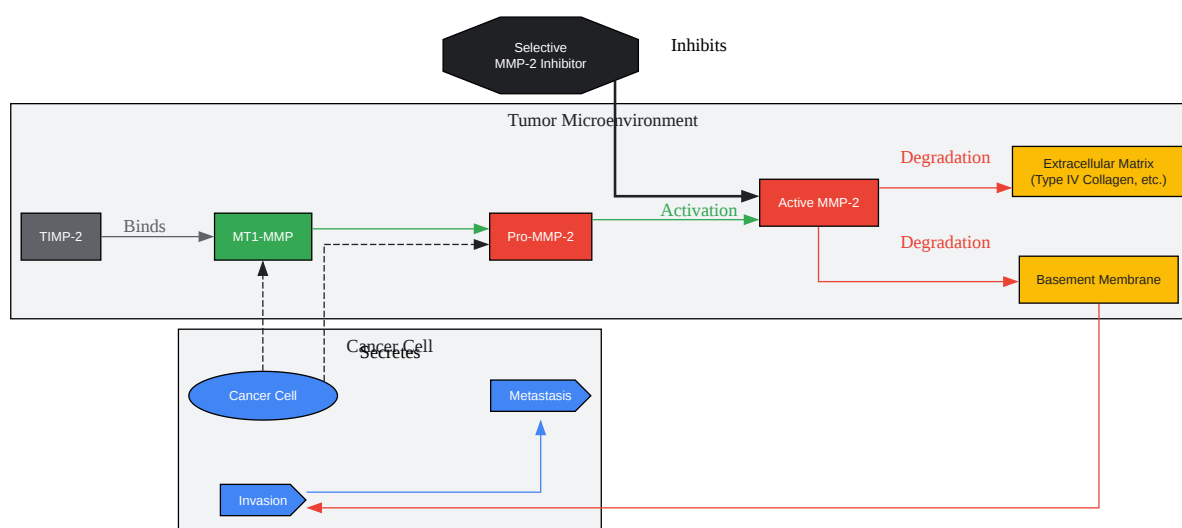 Selective
MMP-2 Inhibitor
Inhibits
Tumor Microenvironment
Degradation
Extracellular Matrix
(Type IV Collagen, etc.)
Active MMP-2
Activation
TIMP-2
Binds
MT1-MMP
Pro-MMP-2
Degradation
Basement Membrane
Cancer Cell
Secretes
Cancer Cell
Metastasis
Invasion